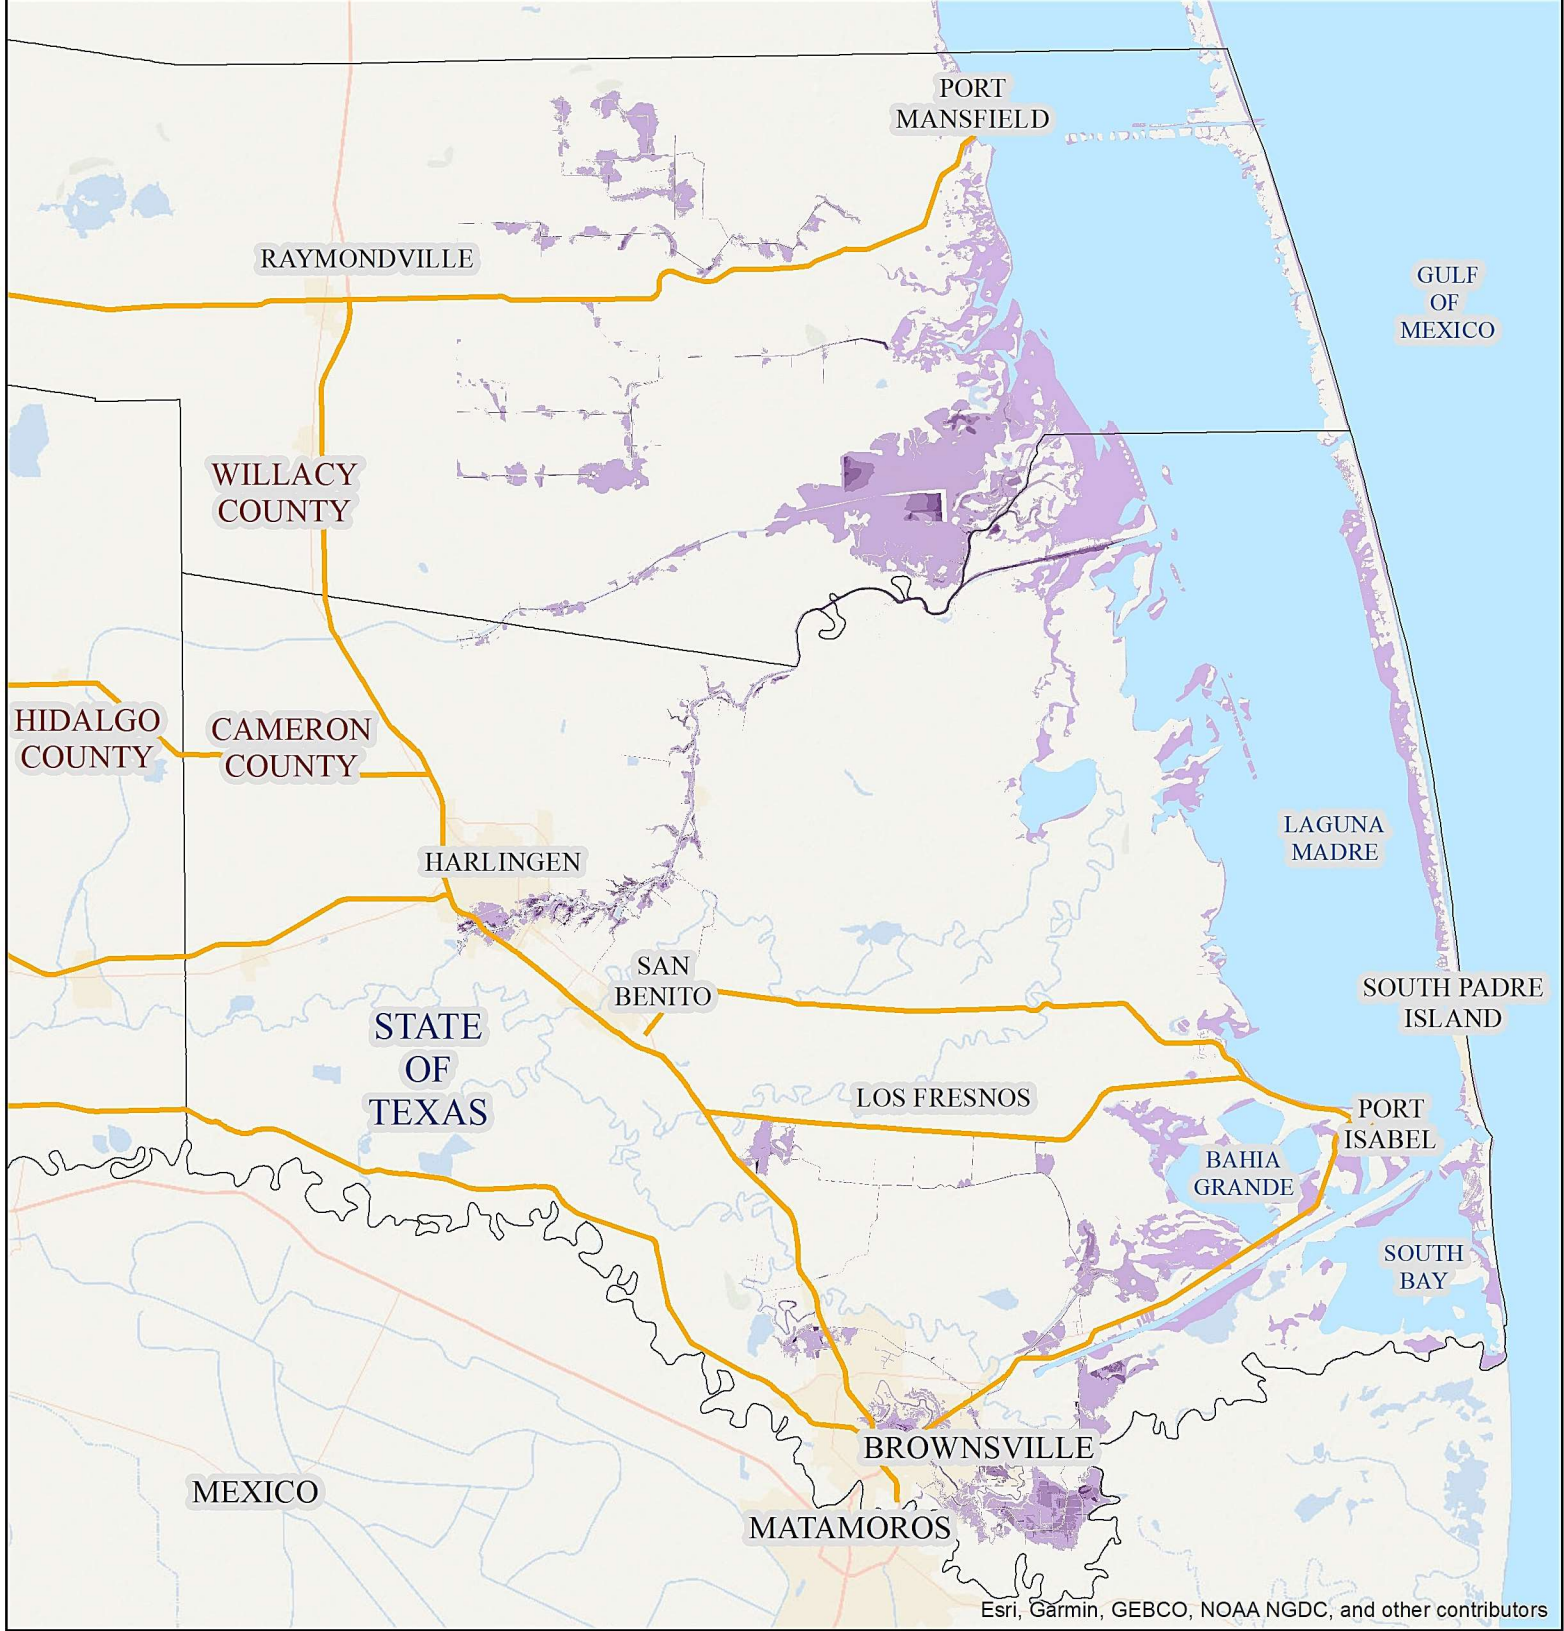 PORT
MANSFIELD
RAYMONDVILLE
GULF
OF
MEXICO
WILLACY
COUNTY
HIDALGO
COUNTY
CAMERON
COUNTY
LAGUNA
MADRE
HARLINGEN
SAN
BENITO
SOUTH PADRE
ISLAND
STATE
OF
TEXAS
LOS FRESNOS
PORT
ISABEL
BAHIA
GRANDE
SOUTH
BAY
BROWNSVILLE
MEXICO
MATAMOROS
Esri, Garmin, GEBCO, NOAA NGDC, and other contributors